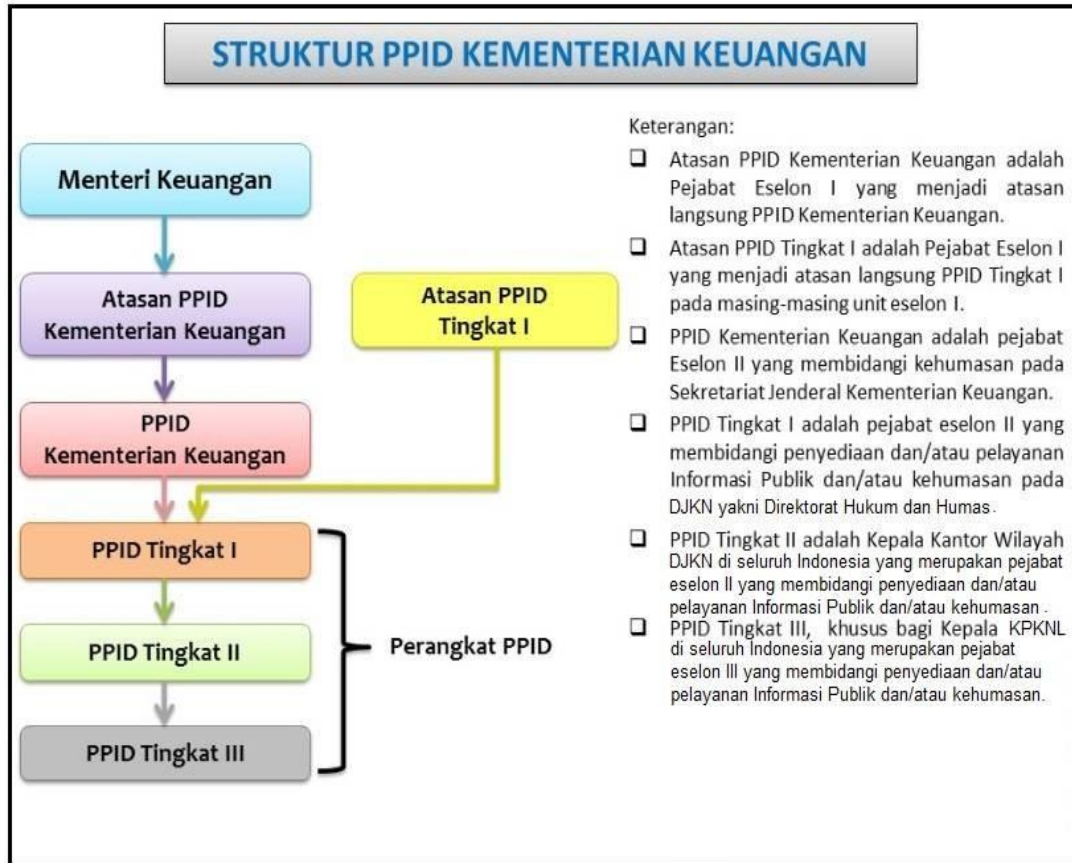 STRUKTUR PPID KEMENTERIAN KEUANGAN
Menteri Keuangan
Atasan PPID
Kementerian Keuangan
Atasan PPID
Tingkat I
PPID
Kementerian Keuangan
PPID Tingkat I
PPID Tingkat II
PPID Tingkat III
Perangkat PPID
Keterangan:
Atasan PPID Kementerian Keuangan adalah
Pejabat Eselon I yang menjadi atasan
langsung PPID Kementerian Keuangan.
Atasan PPID Tingkat I adalah Pejabat Eselon I
yang menjadi atasan langsung PPID Tingkat I
pada masing-masing unit eselon I.
PPID Kementerian Keuangan adalah pejabat
Eselon II yang membidangi kehumasan pada
Sekretariat Jenderal Kementerian Keuangan.
PPID Tingkat I adalah pejabat eselon II yang
membidangi penyediaan dan/atau pelayanan
Informasi Publik dan/atau kehumasan pada
DJKN yakni Direktorat Hukum dan Humas.
PPID Tingkat II adalah Kepala Kantor Wilayah
DJKN di seluruh Indonesia yang merupakan pejabat
eselon II yang membidangi penyediaan dan/atau
pelayanan Informasi Publik dan/atau kehumasan .
PPID Tingkat III, khusus bagi Kepala KPKNL
di seluruh Indonesia yang merupakan pejabat
eselon III yang membidangi penyediaan dan/atau
pelayanan Informasi Publik dan/atau kehumasan.